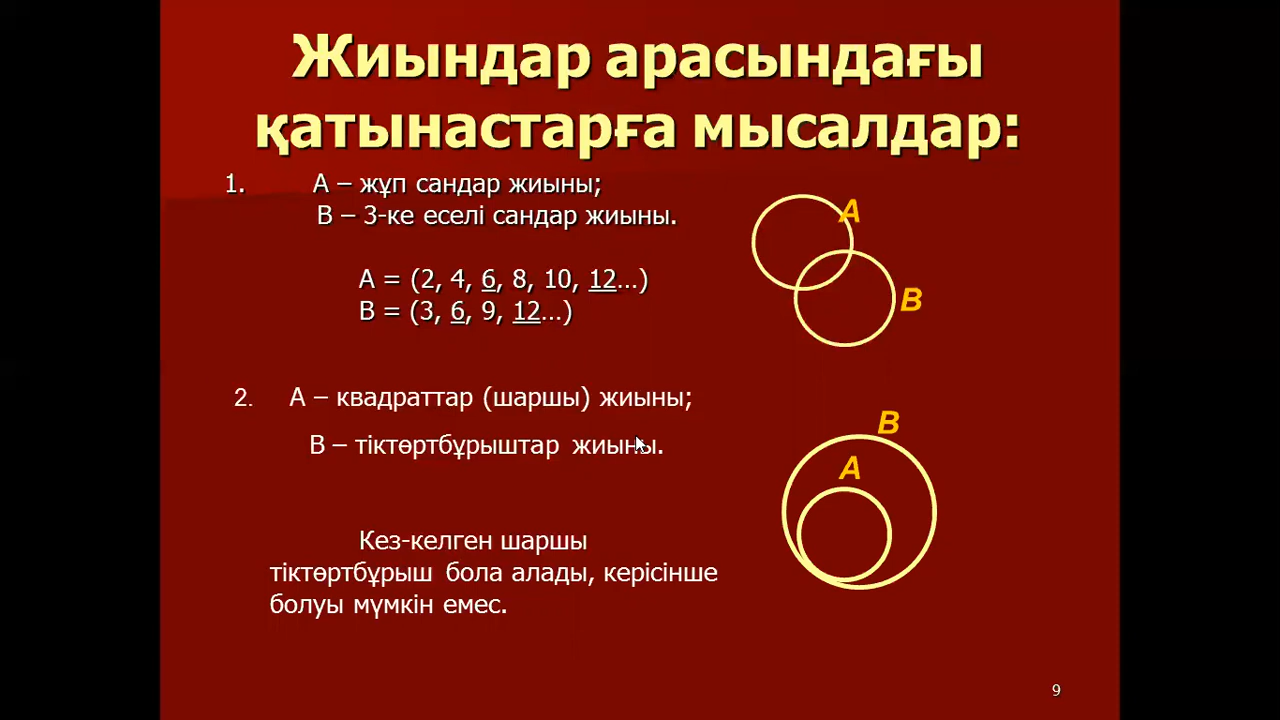 Жиындар арасындағы
қатынастарға мысалдар:
1. А – жұп сандар жиыны;
В – 3-ке еселі сандар жиыны.
А = (2, 4, 6, 8, 10, 12…)
В = (3, 6, 9, 12…)
A
B
2. А – квадраттар (шаршы) жиыны;
В – тіктөртбұрыштар жиыны.
B
A
Кез-келген шаршы
тіктөртбұрыш бола алады, керісінше
болуы мүмкін емес.
9